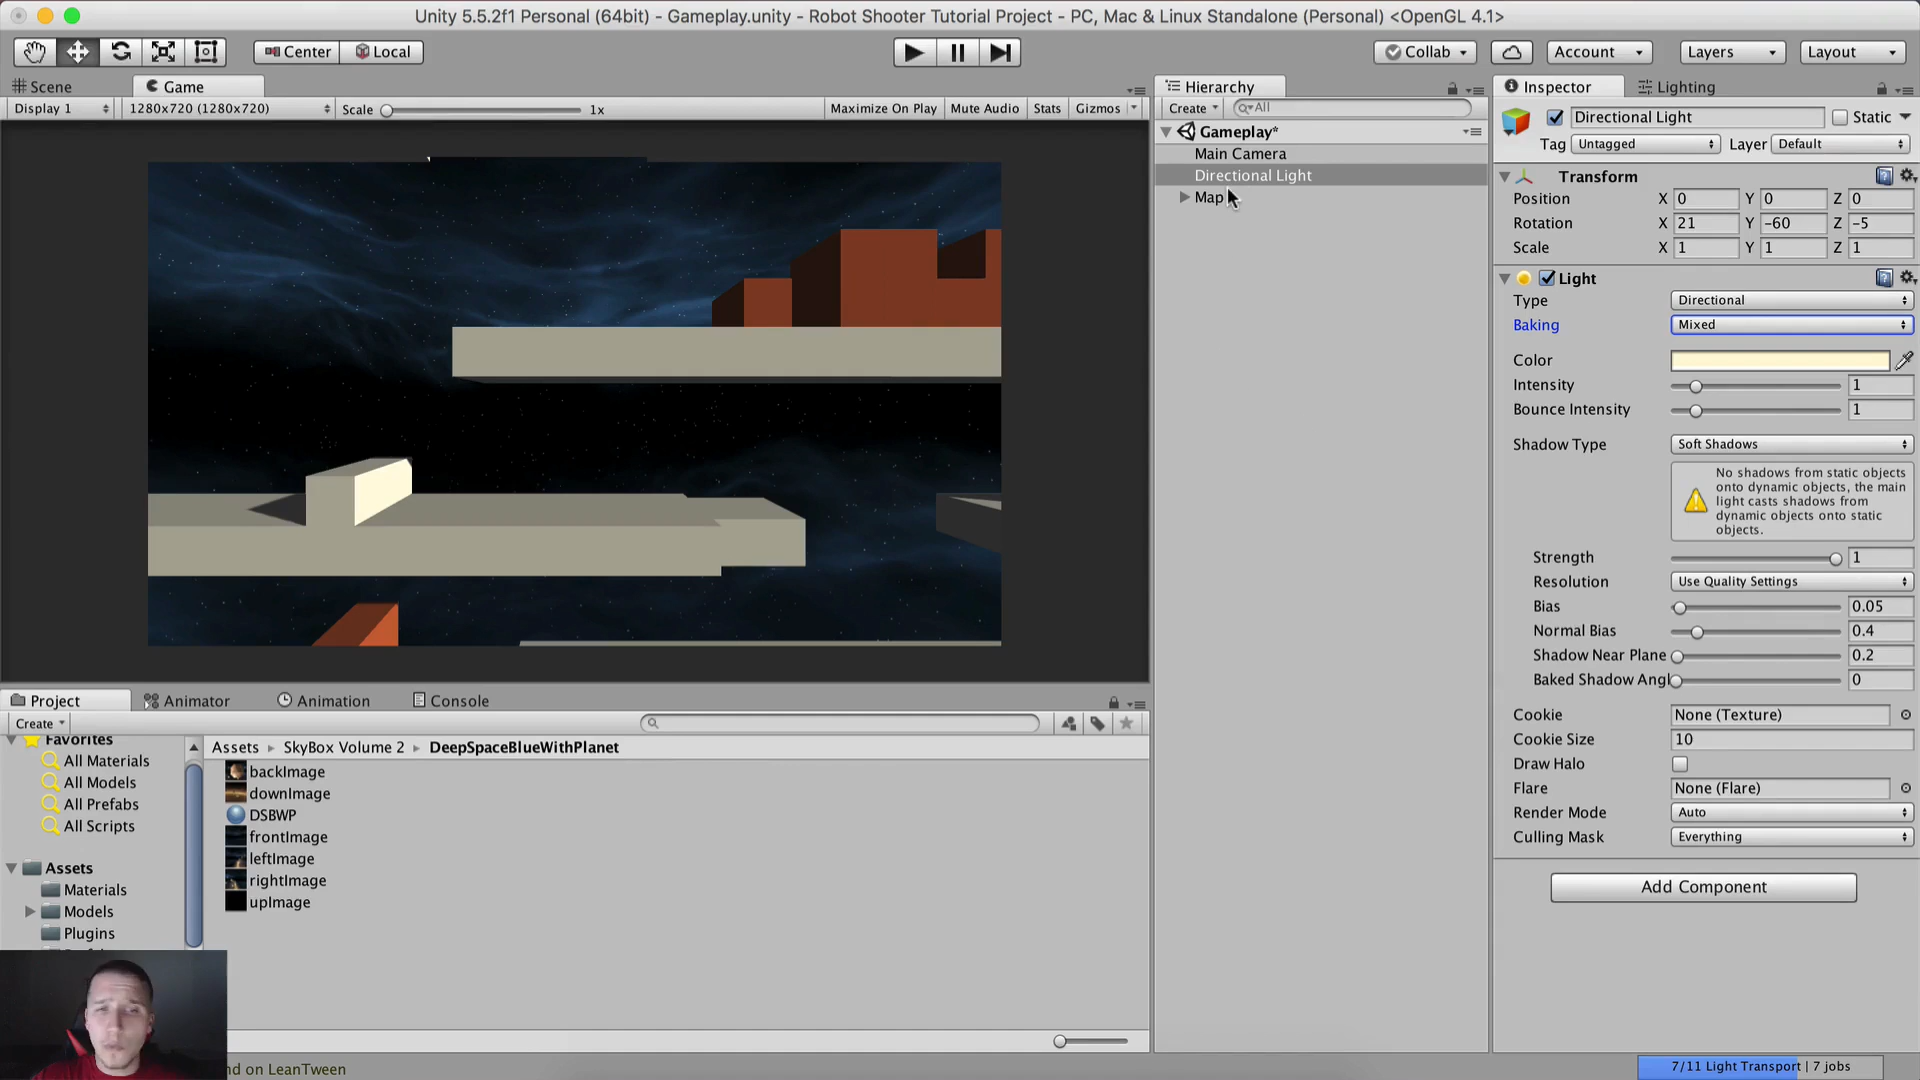 Unity 5.5.2f1 Personal (64bit) - Gameplay.unity - Robot Shooter Tutorial Project - PC, Mac & Linux Standalone (Personal) <OpenGL 4.1>
Center Local Collab Account Layers Layout
Scene Game
Display 1 1280x720 (1280x720) Scale 1x Maximize On Play Mute Audio Stats Gizmos
Hierarchy
Create All
Gameplay*
Main Camera
Directional Light
Map
Inspector Lighting
Directional Light Static
Tag Untagged Layer Default
Transform
Position X 0 Y 0 Z 0
Rotation X 21 Y -60 Z -5
Scale X 1 Y 1 Z 1
Light
Type Directional
Baking Mixed
Color
Intensity 1
Bounce Intensity 1
Shadow Type Soft Shadows
No shadows from static objects
onto dynamic objects, the main
light casts shadows from
dynamic objects onto static
objects.
Strength 1
Resolution Use Quality Settings
Bias 0.05
Normal Bias 0.4
Shadow Near Plane 0.2
Baked Shadow Angl 0
Cookie None (Texture)
Cookie Size 10
Draw Halo
Flare None (Flare)
Render Mode Auto
Culling Mask Everything
Add Component
Project Animator Animation Console
Create
Favorites
All Materials
All Models
All Prefabs
All Scripts
Assets
Materials
Models
Plugins
Assets SkyBox Volume 2 DeepSpaceBlueWithPlanet
backImage
downImage
DSBWP
frontImage
leftImage
rightImage
upImage
nd on LeanTween
7/11 Light Transport | 7 jobs